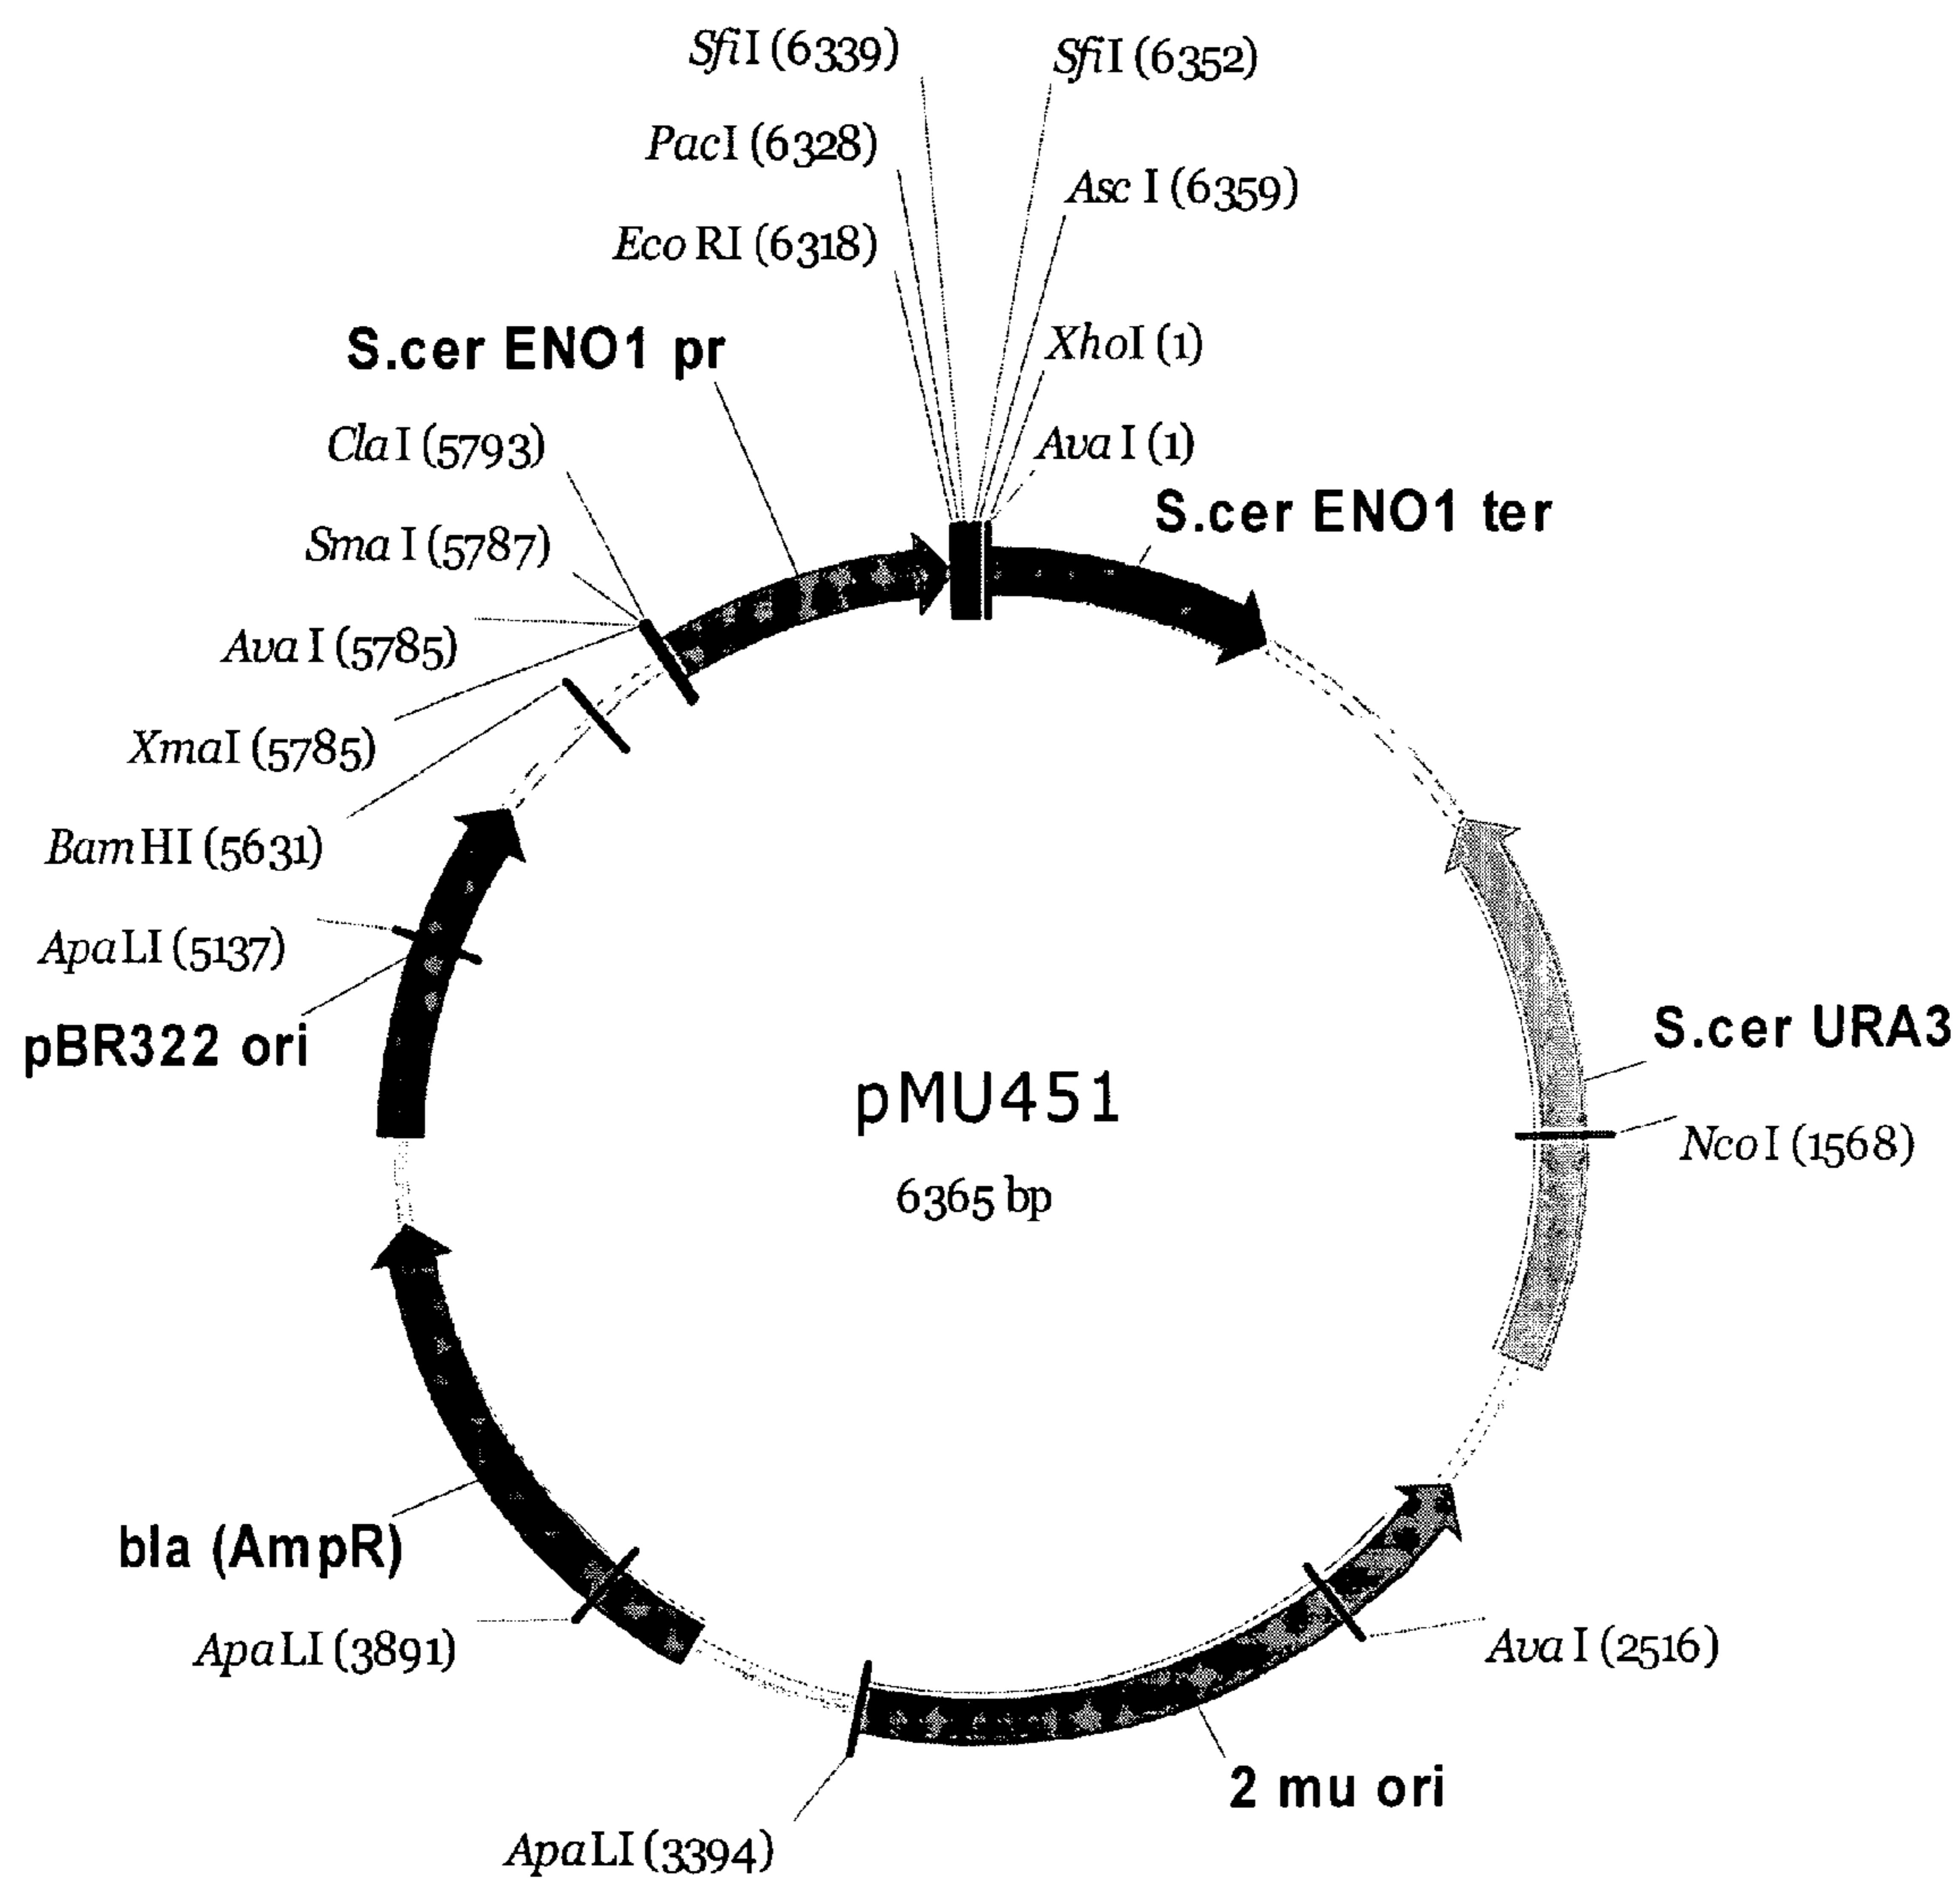 SfiI (6339)
SfiI (6352)
PacI (6328)
Asc I (6359)
Eco RI (6318)
XhoI (1)
S.cer ENO1 pr
Cla I (5793)
Ava I (1)
S.cer ENO1 ter
Sma I (5787)
Ava I (5785)
XmaI (5785)
BamHI (5631)
ApaLI (5137)
pBR322 ori
S.cer URA3
pMU451
NcoI (1568)
6365 bp
bla (AmpR)
ApaLI (3891)
Ava I (2516)
2 mu ori
ApaLI (3394)